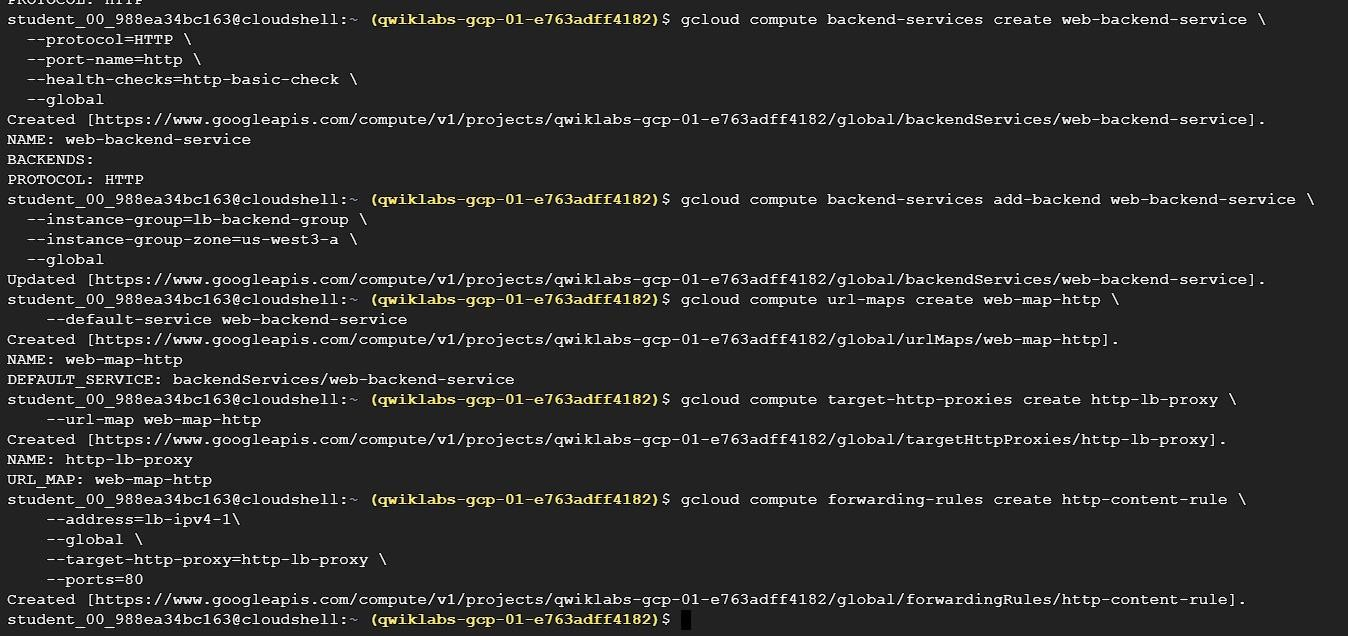 PROTOCOL: HTTP
student_00_988ea34bc163@cloudshell:~ (qwiklabs-gcp-01-e763adff4182)$ gcloud compute backend-services create web-backend-service \
  --protocol=HTTP \
  --port-name=http \
  --health-checks=http-basic-check \
  --global
Created [https://www.googleapis.com/compute/v1/projects/qwiklabs-gcp-01-e763adff4182/global/backendServices/web-backend-service].
NAME: web-backend-service
BACKENDS:
PROTOCOL: HTTP
student_00_988ea34bc163@cloudshell:~ (qwiklabs-gcp-01-e763adff4182)$ gcloud compute backend-services add-backend web-backend-service \
  --instance-group=lb-backend-group \
  --instance-group-zone=us-west3-a \
  --global
Updated [https://www.googleapis.com/compute/v1/projects/qwiklabs-gcp-01-e763adff4182/global/backendServices/web-backend-service].
student_00_988ea34bc163@cloudshell:~ (qwiklabs-gcp-01-e763adff4182)$ gcloud compute url-maps create web-map-http \
    --default-service web-backend-service
Created [https://www.googleapis.com/compute/v1/projects/qwiklabs-gcp-01-e763adff4182/global/urlMaps/web-map-http].
NAME: web-map-http
DEFAULT_SERVICE: backendServices/web-backend-service
student_00_988ea34bc163@cloudshell:~ (qwiklabs-gcp-01-e763adff4182)$ gcloud compute target-http-proxies create http-lb-proxy \
    --url-map web-map-http
Created [https://www.googleapis.com/compute/v1/projects/qwiklabs-gcp-01-e763adff4182/global/targetHttpProxies/http-lb-proxy].
NAME: http-lb-proxy
URL_MAP: web-map-http
student_00_988ea34bc163@cloudshell:~ (qwiklabs-gcp-01-e763adff4182)$ gcloud compute forwarding-rules create http-content-rule \
    --address=lb-ipv4-1\
    --global \
    --target-http-proxy=http-lb-proxy \
    --ports=80
Created [https://www.googleapis.com/compute/v1/projects/qwiklabs-gcp-01-e763adff4182/global/forwardingRules/http-content-rule].
student_00_988ea34bc163@cloudshell:~ (qwiklabs-gcp-01-e763adff4182)$